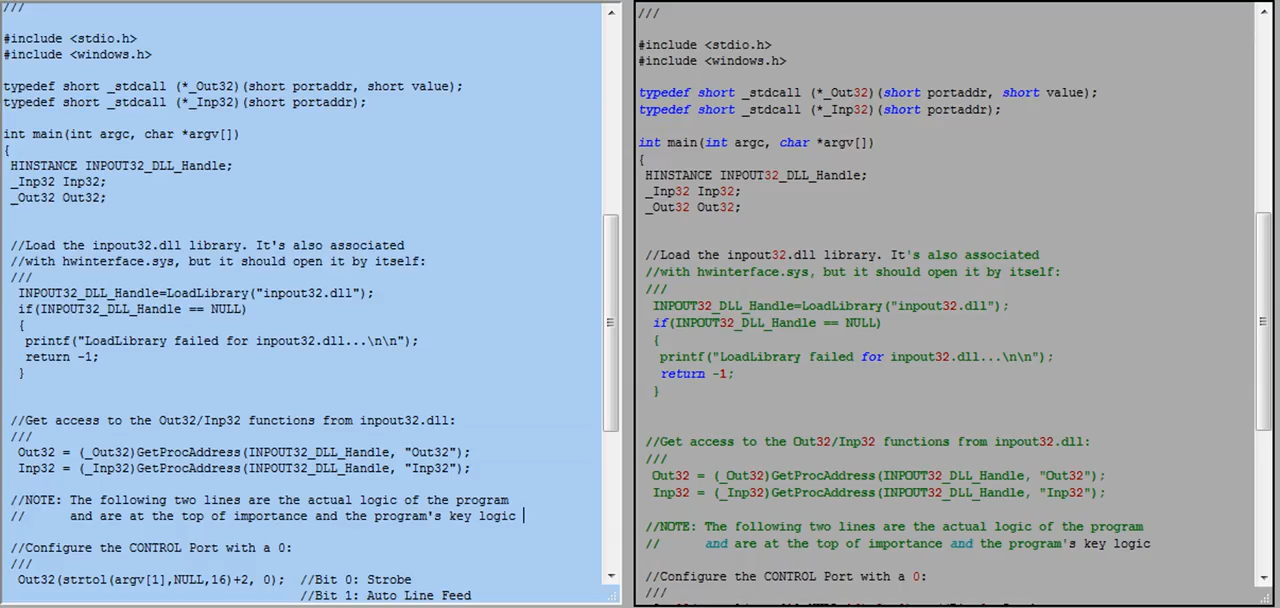 ///
#include <stdio.h>
#include <windows.h>
typedef short _stdcall (*_Out32)(short portaddr, short value);
typedef short _stdcall (*_Inp32)(short portaddr);
int main(int argc, char *argv[])
{
HINSTANCE INPOUT32_DLL_Handle;
_Inp32 Inp32;
_Out32 Out32;
//Load the inpout32.dll library. It's also associated
//with hwinterface.sys, but it should open it by itself:
///
INPOUT32_DLL_Handle=LoadLibrary("inpout32.dll");
if(INPOUT32_DLL_Handle == NULL)
{
printf("LoadLibrary failed for inpout32.dll...\n\n");
return -1;
}
//Get access to the Out32/Inp32 functions from inpout32.dll:
///
Out32 = (_Out32)GetProcAddress(INPOUT32_DLL_Handle, "Out32");
Inp32 = (_Inp32)GetProcAddress(INPOUT32_DLL_Handle, "Inp32");
//NOTE: The following two lines are the actual logic of the program
// and are at the top of importance and the program's key logic
//Configure the CONTROL Port with a 0:
///
Out32(strtol(argv[1],NULL,16)+2, 0); //Bit 0: Strobe
//Bit 1: Auto Line Feed
///
#include <stdio.h>
#include <windows.h>
typedef short _stdcall (*_Out32)(short portaddr, short value);
typedef short _stdcall (*_Inp32)(short portaddr);
int main(int argc, char *argv[])
{
HINSTANCE INPOUT32_DLL_Handle;
_Inp32 Inp32;
_Out32 Out32;
//Load the inpout32.dll library. It's also associated
//with hwinterface.sys, but it should open it by itself:
///
INPOUT32_DLL_Handle=LoadLibrary("inpout32.dll");
if(INPOUT32_DLL_Handle == NULL)
{
printf("LoadLibrary failed for inpout32.dll...\n\n");
return -1;
}
//Get access to the Out32/Inp32 functions from inpout32.dll:
///
Out32 = (_Out32)GetProcAddress(INPOUT32_DLL_Handle, "Out32");
Inp32 = (_Inp32)GetProcAddress(INPOUT32_DLL_Handle, "Inp32");
//NOTE: The following two lines are the actual logic of the program
// and are at the top of importance and the program's key logic
//Configure the CONTROL Port with a 0:
///